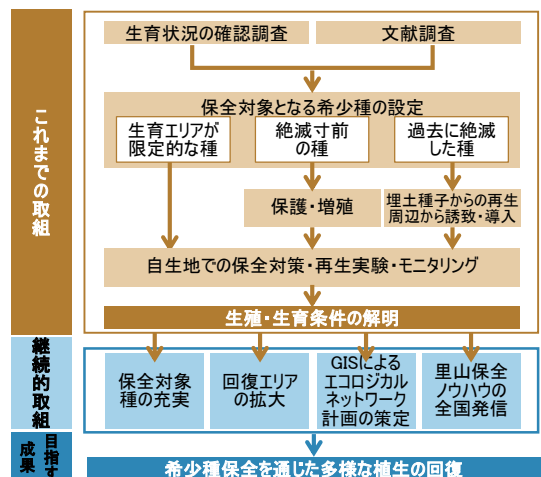 これまでの取組
生育状況の確認調査
文献調査
保全対象となる希少種の設定
生育エリアが
限定的な種
絶滅寸前
の種
過去に絶滅
した種
保護・増殖
埋土種子からの再生
周辺から誘致・導入
自生地での保全対策・再生実験・モニタリング
生殖・生育条件の解明
継続的取組
保全対象
種の充実
回復エリア
の拡大
GISによる
エコロジカル
ネットワーク
計画の策定
里山保全
ノウハウの
全国発信
目指す
成果
希少種保全を通じた多様な植生の回復